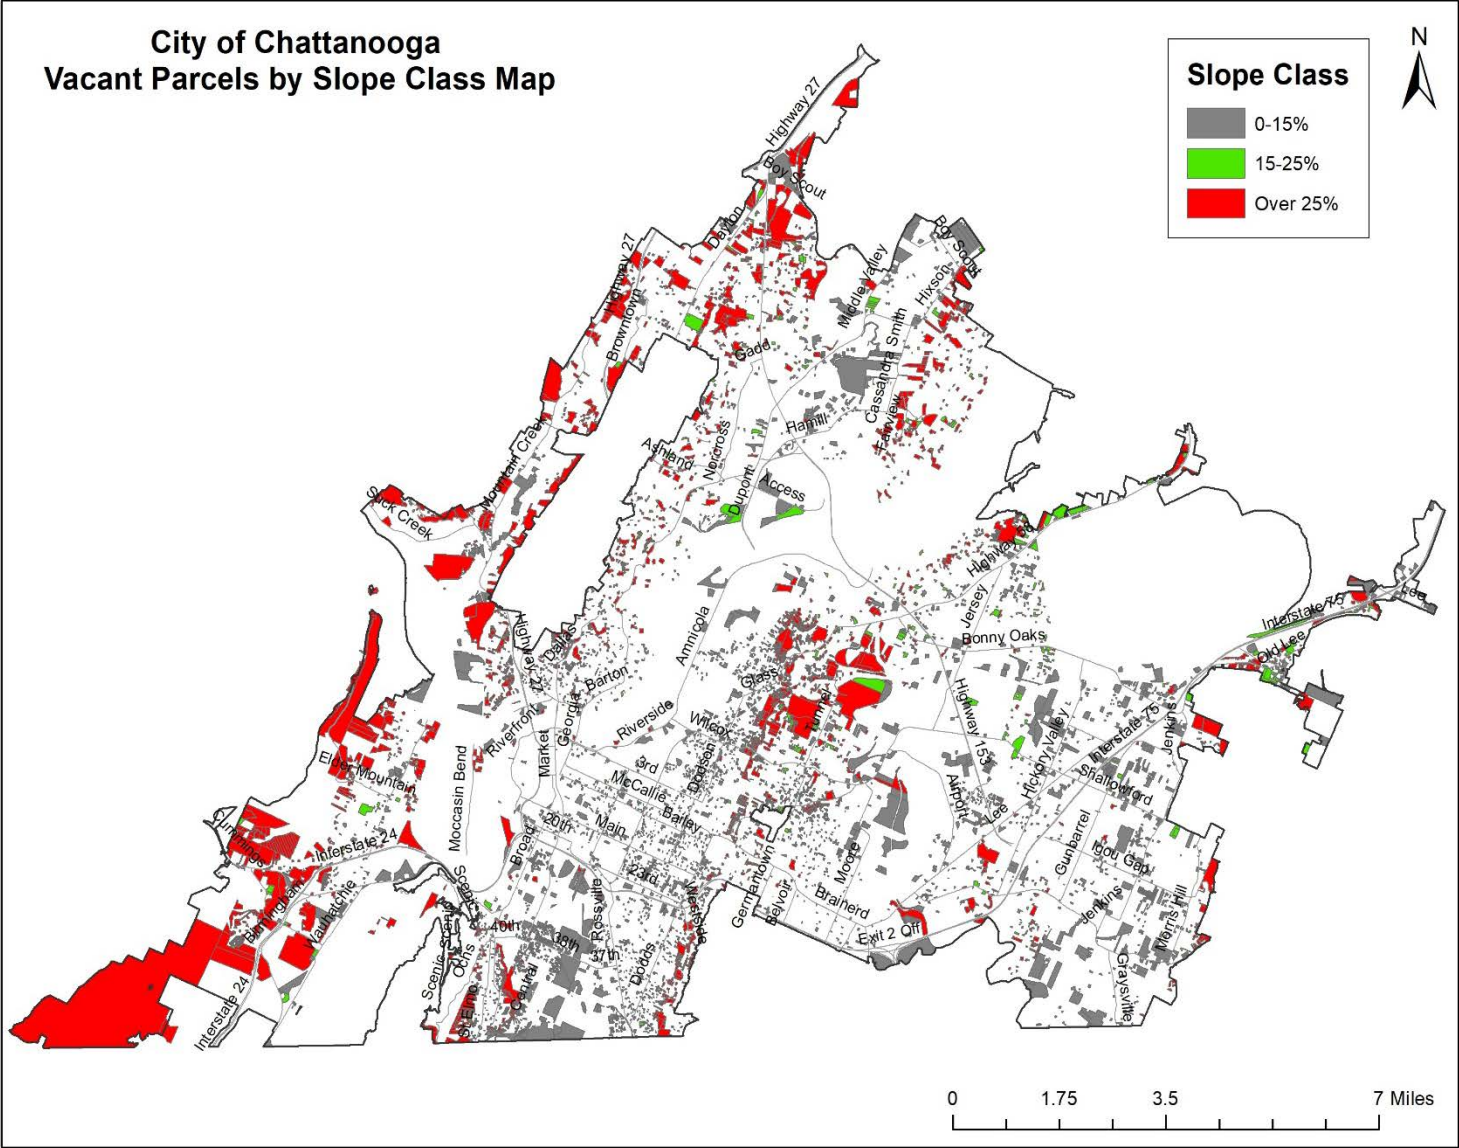 City of Chattanooga
Vacant Parcels by Slope Class Map
N
Slope Class
0-15%
15-25%
Over 25%
Highway 27
Boy Scout
Dayton
Highway 27
Browntown
Boy Scout
Middle Valley
Hixson
Cassandra Smith
Gadd
Fairview
Hamill
Mountain Creek
Ashland
Norcross
Dupont
Access
Suck Creek
Highway 58
Jersey
Interstate 75
Lee
Old Lee
Bonny Oaks
Highway 27
Dallas
Barton
Amnicola
Glass
Tunnel
Highway 153
Hickory Valley
Interstate 75
Jenkins
Riverfront
Georgia
Market
Riverside
Wilcox
Dodson
3rd
McCallie
Bailey
Main
20th
23rd
Elder Mountain
Moccasin Bend
Shallowford
Airport
Lee
Gunbarrel
Igou Gap
Jenkins
Morris Hill
Graysville
Cummings
Interstate 24
Birmingham
Wauhatchie
Interstate 24
Broad
Scenic
Scenic
Scenic
Ochs
St Elmo
40th
38th
37th
Rossville
Central
Dodds
Westside
Germantown
Belvoir
Moore
Brainerd
Exit 2 Off
0
1.75
3.5
7 Miles